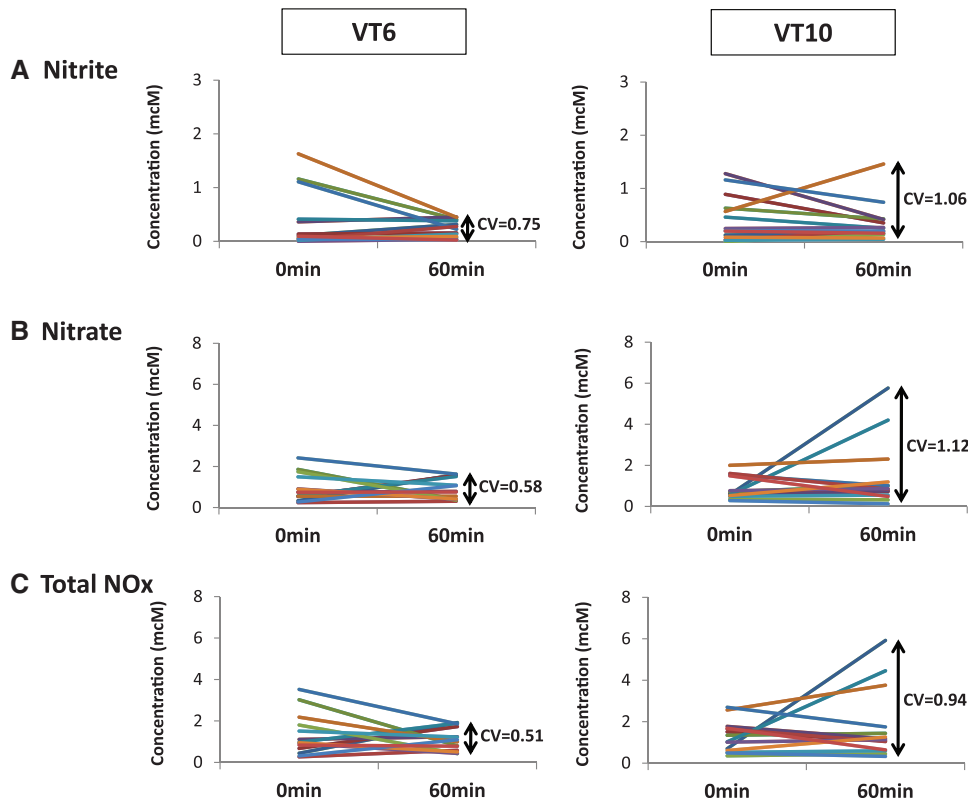 VT6
VT10
A Nitrite
Concentration (mcM)
3
2
1
0
0min
60min
CV=0.75
Concentration (mcM)
3
2
1
0
0min
60min
CV=1.06
B Nitrate
Concentration (mcM)
8
6
4
2
0
0min
60min
CV=0.58
Concentration (mcM)
8
6
4
2
0
0min
60min
CV=1.12
C Total NOx
Concentration (mcM)
8
6
4
2
0
0min
60min
CV=0.51
Concentration (mcM)
8
6
4
2
0
0min
60min
CV=0.94